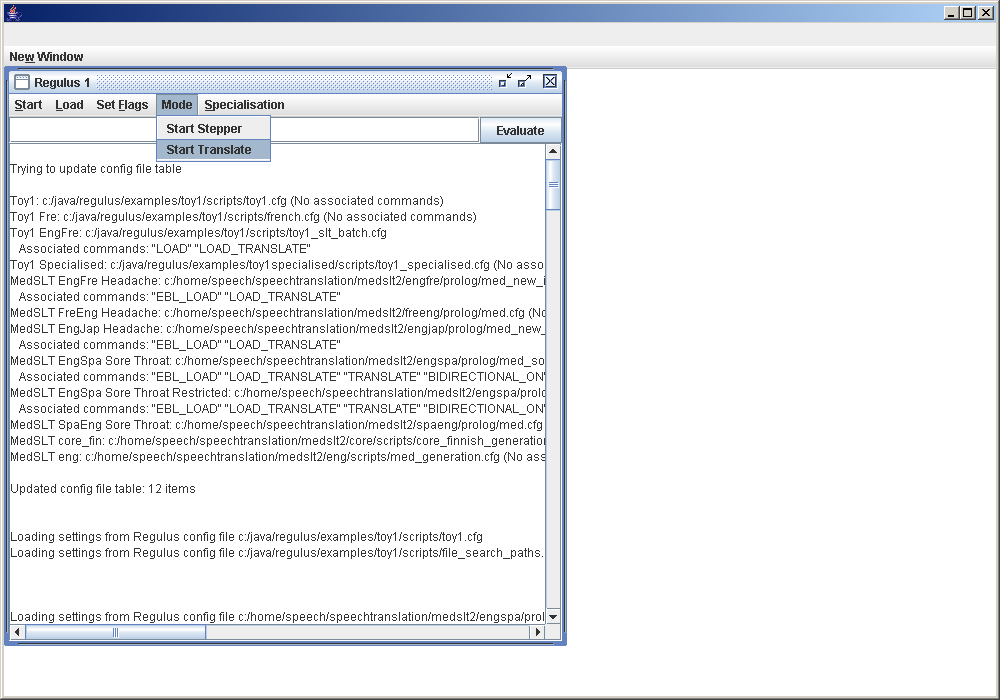 New Window
Regulus 1
Start Load Set Flags Mode Specialisation
Start Stepper
Evaluate
Start Translate
Trying to update config file table
Toy1: c:/java/regulus/examples/toy1/scripts/toy1.cfg (No associated commands)
Toy1 Fre: c:/java/regulus/examples/toy1/scripts/french.cfg (No associated commands)
Toy1 EngFre: c:/java/regulus/examples/toy1/scripts/toy1_slt_batch.cfg
Associated commands: "LOAD" "LOAD_TRANSLATE"
Toy1 Specialised: c:/java/regulus/examples/toy1specialised/scripts/toy1_specialised.cfg (No asso
MedSLT EngFre Headache: c:/home/speech/speechtranslation/medslt2/engfre/prolog/med_new_i
Associated commands: "EBL_LOAD" "LOAD_TRANSLATE"
MedSLT FreEng Headache: c:/home/speech/speechtranslation/medslt2/freeng/prolog/med.cfg (No
MedSLT EngJap Headache: c:/home/speech/speechtranslation/medslt2/engjap/prolog/med_new_
Associated commands: "EBL_LOAD" "LOAD_TRANSLATE"
MedSLT EngSpa Sore Throat: c:/home/speech/speechtranslation/medslt2/engspa/prolog/med_so
Associated commands: "EBL_LOAD" "LOAD_TRANSLATE" "TRANSLATE" "BIDIRECTIONAL_ON"
MedSLT EngSpa Sore Throat Restricted: c:/home/speech/speechtranslation/medslt2/engspa/prolo
Associated commands: "EBL_LOAD" "LOAD_TRANSLATE" "TRANSLATE" "BIDIRECTIONAL_ON"
MedSLT SpaEng Sore Throat: c:/home/speech/speechtranslation/medslt2/spaeng/prolog/med.cfg
MedSLT core_fin: c:/home/speech/speechtranslation/medslt2/core/scripts/core_finnish_generation
MedSLT eng: c:/home/speech/speechtranslation/medslt2/eng/scripts/med_generation.cfg (No ass
Updated config file table: 12 items
Loading settings from Regulus config file c:/java/regulus/examples/toy1/scripts/toy1.cfg
Loading settings from Regulus config file c:/java/regulus/examples/toy1/scripts/file_search_paths.
Loading settings from Regulus config file c:/home/speech/speechtranslation/medslt2/engspa/prol